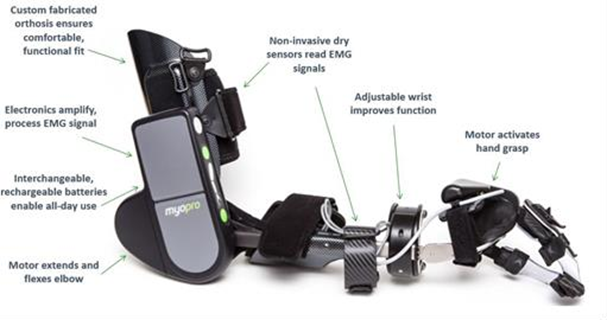 Custom fabricated
orthosis ensures
comfortable,
functional fit
Non-invasive dry
sensors read EMG
signals
Adjustable wrist
improves function
Motor activates
hand grasp
Electronics amplify,
process EMG signal
Interchangeable,
rechargeable batteries
enable all-day use
myopro
Motor extends and
flexes elbow